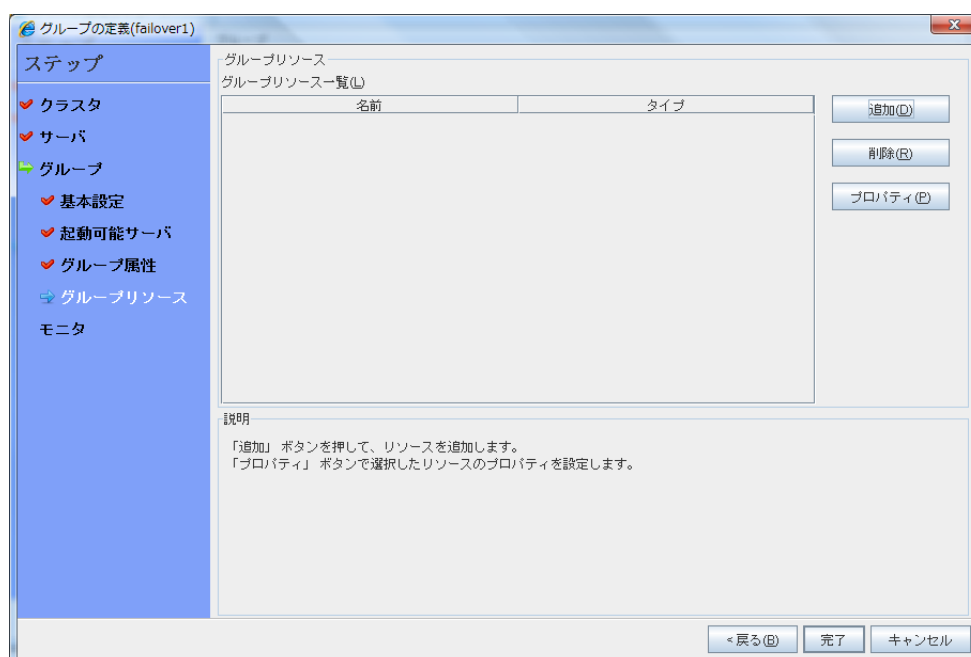 グループの定義(failover1)
ステップ
クラスタ
サーバ
グループ
基本設定
起動可能サーバ
グループ属性
グループリソース
モニタ
グループリソース
グループリソース一覧(L)
名前 タイプ
追加(D)
削除(R)
プロパティ(P)
説明
「追加」 ボタンを押して、リソースを追加します。
「プロパティ」 ボタンで選択したリソースのプロパティを設定します。
<戻る(B) 完了 キャンセル